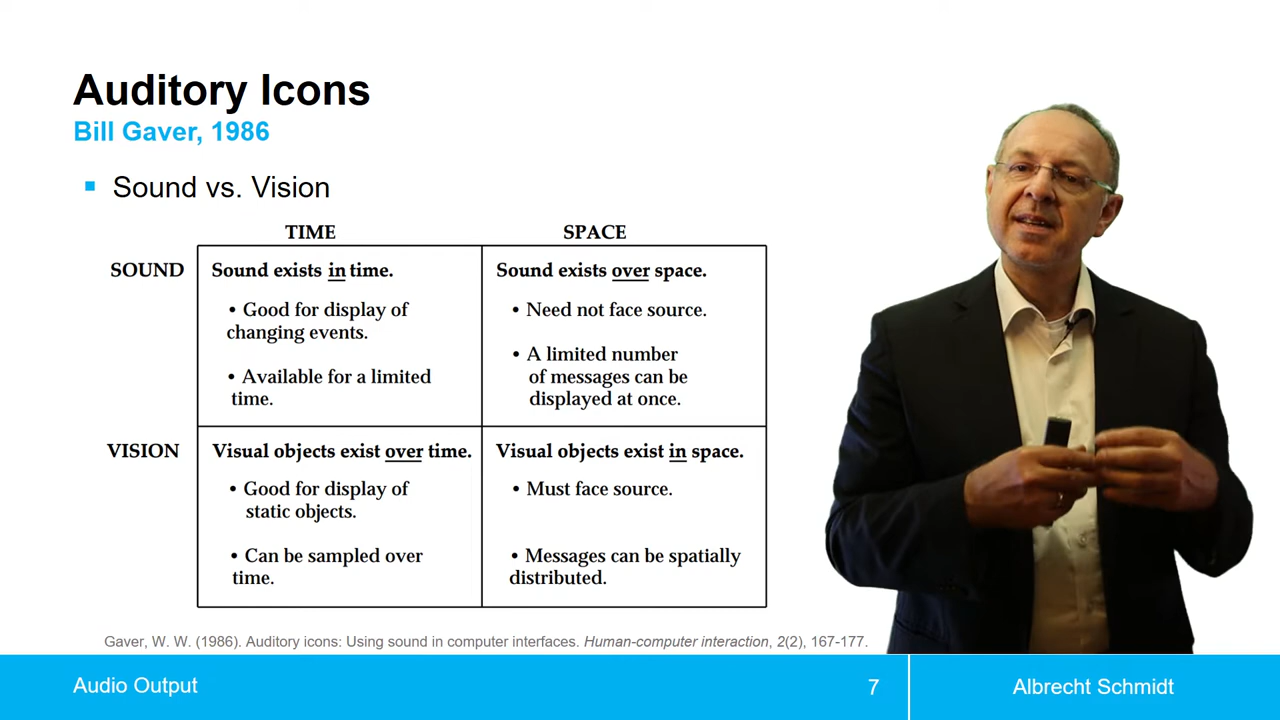 Auditory Icons
Bill Gaver, 1986
▪ Sound vs. Vision
TIME SPACE
SOUND
Sound exists in time.
• Good for display of
changing events.
• Available for a limited
time.
Sound exists over space.
• Need not face source.
• A limited number
of messages can be
displayed at once.
VISION
Visual objects exist over time.
• Good for display of
static objects.
• Can be sampled over
time.
Visual objects exist in space.
• Must face source.
• Messages can be spatially
distributed.
Gaver, W. W. (1986). Auditory icons: Using sound in computer interfaces. Human-computer interaction, 2(2), 167-177.
Audio Output 7 Albrecht Schmidt